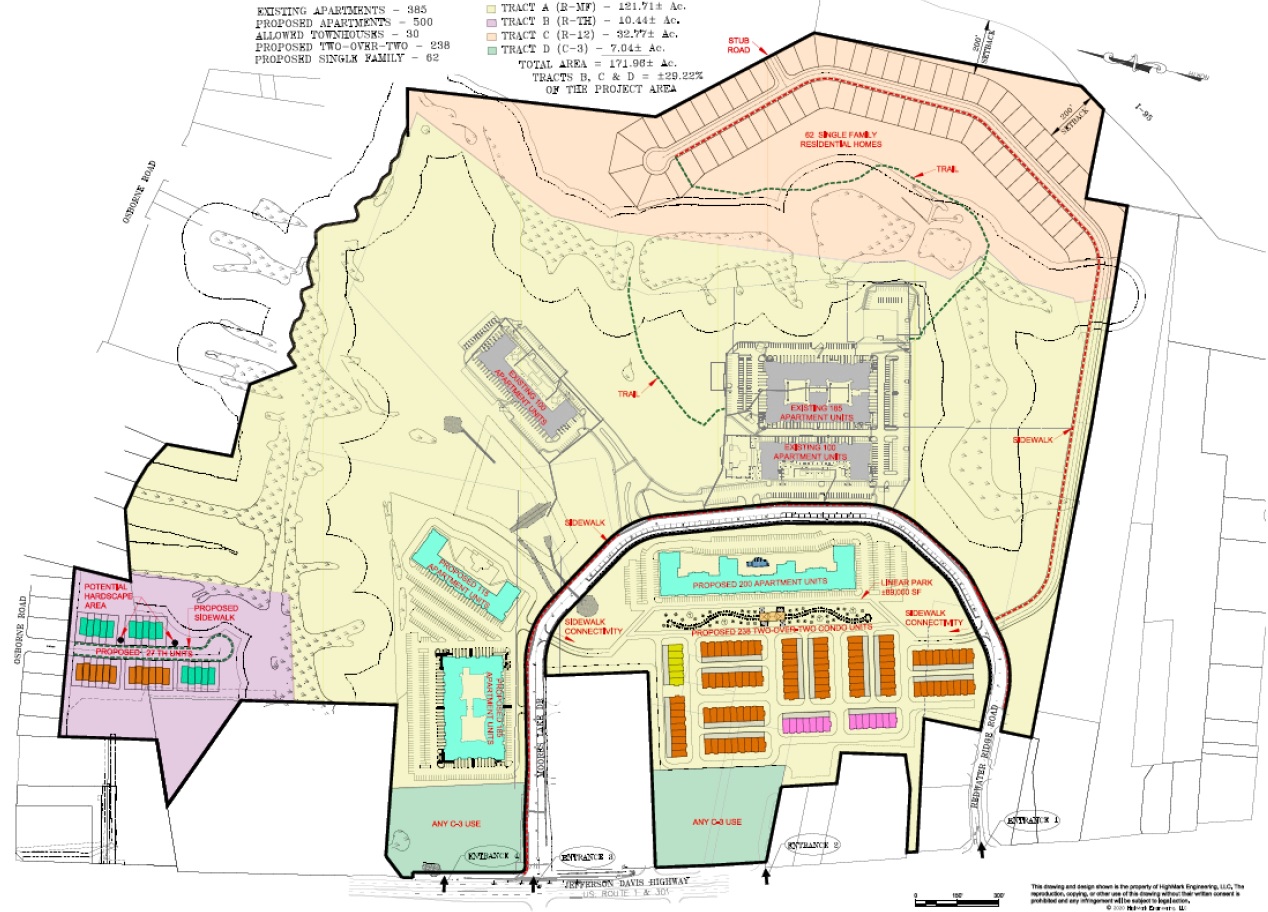 EXISTING APARTMENTS - 385
PROPOSED APARTMENTS - 500
ALLOWED TOWNHOUSES - 30
PROPOSED TWO-OVER-TWO - 238
PROPOSED SINGLE FAMILY - 62
TRACT A (R-MF) - 121.71± Ac.
TRACT B (R-TH) - 10.44± Ac.
TRACT C (R-12) - 32.77± Ac.
TRACT D (C-3) - 7.04± Ac.
TOTAL AREA = 171.96± Ac.
TRACTS B, C & D = ±29.22%
OF THE PROJECT AREA
STUB
ROAD
200'
SETBACK
200'
SETBACK
I-95
62 SINGLE FAMILY
RESIDENTIAL HOMES
TRAIL
OSBORNE ROAD
EXISTING 100
APARTMENT UNITS
TRAIL
EXISTING 185
APARTMENT UNITS
EXISTING 100
APARTMENT UNITS
SIDEWALK
SIDEWALK
PROPOSED 115
APARTMENT UNITS
PROPOSED 200 APARTMENT UNITS
LINEAR PARK
±89,000 SF
POTENTIAL
HARDSCAPE
AREA
PROPOSED
SIDEWALK
SIDEWALK
CONNECTIVITY
SIDEWALK
CONNECTIVITY
PROPOSED 238 TWO-OVER-TWO CONDO UNITS
OSBORNE ROAD
PROPOSED 27 TH UNITS
PROPOSED 185
APARTMENT UNITS
MOORES LAKE DR
REDWATER RIDGE ROAD
ANY C-3 USE
ANY C-3 USE
ENTRANCE 1
ENTRANCE 2
ENTRANCE 3
ENTRANCE 4
JEFFERSON DAVIS HIGHWAY
US. ROUTE 1 & 301
0 150' 300'
This drawing and design shown is the property of HighMark Engineering, LLC. The
reproduction, copying, or other use of this drawing without their written consent is
prohibited and any infringement will be subject to legal action.
© 2020 HighMark Engineering, LLC